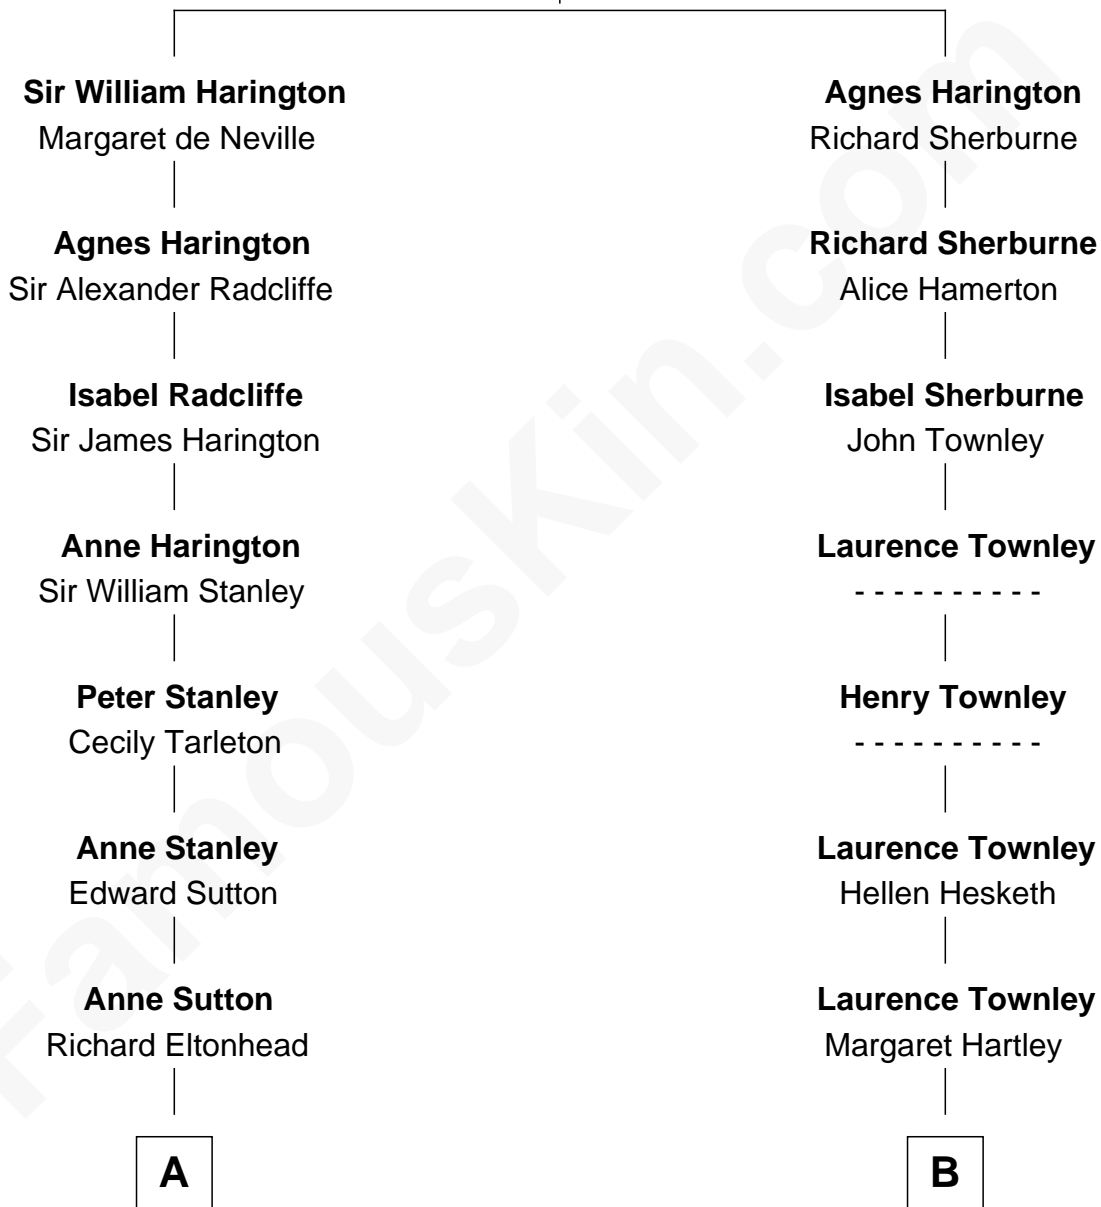 Sir William Harington
Margaret de Neville
Agnes Harington
Richard Sherburne
Agnes Harington
Sir Alexander Radcliffe
Richard Sherburne
Alice Hamerton
Isabel Radcliffe
Sir James Harington
Isabel Sherburne
John Townley
Anne Harington
Sir William Stanley
Laurence Townley
- - - - - - - - - -
Peter Stanley
Cecily Tarleton
Henry Townley
- - - - - - - - - -
Anne Stanley
Edward Sutton
Laurence Townley
Hellen Hesketh
Anne Sutton
Richard Eltonhead
Laurence Townley
Margaret Hartley
A
B
FamousKin.com